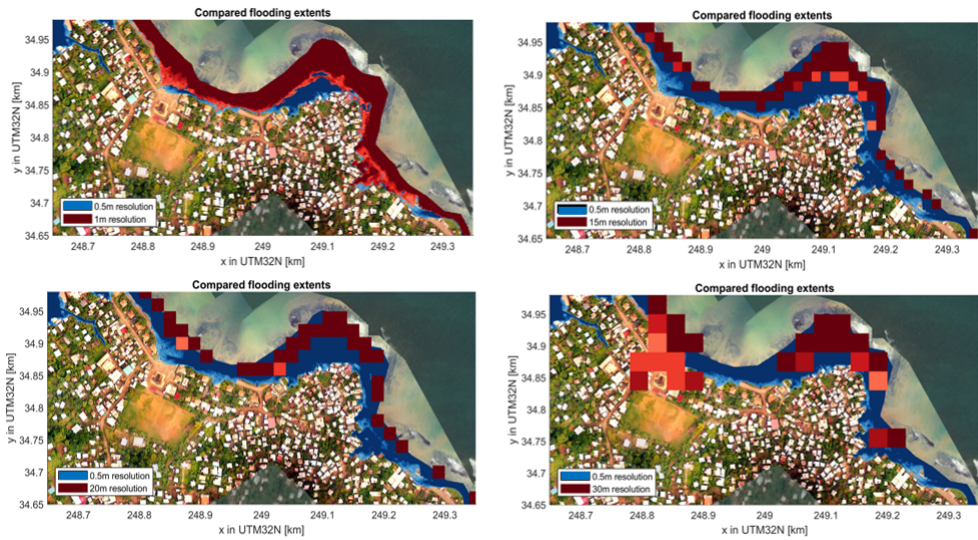 Compared flooding extents
34.95
34.9
34.85
34.8
34.75
34.7
34.65
y in UTM32N [km]
0.5m resolution
1m resolution
248.7 248.8 248.9 249 249.1 249.2 249.3
x in UTM32N [km]
Compared flooding extents
34.95
34.9
34.85
34.8
34.75
34.7
34.65
y in UTM32N [km]
0.5m resolution
15m resolution
248.7 248.8 248.9 249 249.1 249.2 249.3
x in UTM32N [km]
Compared flooding extents
34.95
34.9
34.85
34.8
34.75
34.7
34.65
y in UTM32N [km]
0.5m resolution
20m resolution
248.7 248.8 248.9 249 249.1 249.2 249.3
x in UTM32N [km]
Compared flooding extents
34.95
34.9
34.85
34.8
34.75
34.7
34.65
y in UTM32N [km]
0.5m resolution
30m resolution
248.7 248.8 248.9 249 249.1 249.2 249.3
x in UTM32N [km]